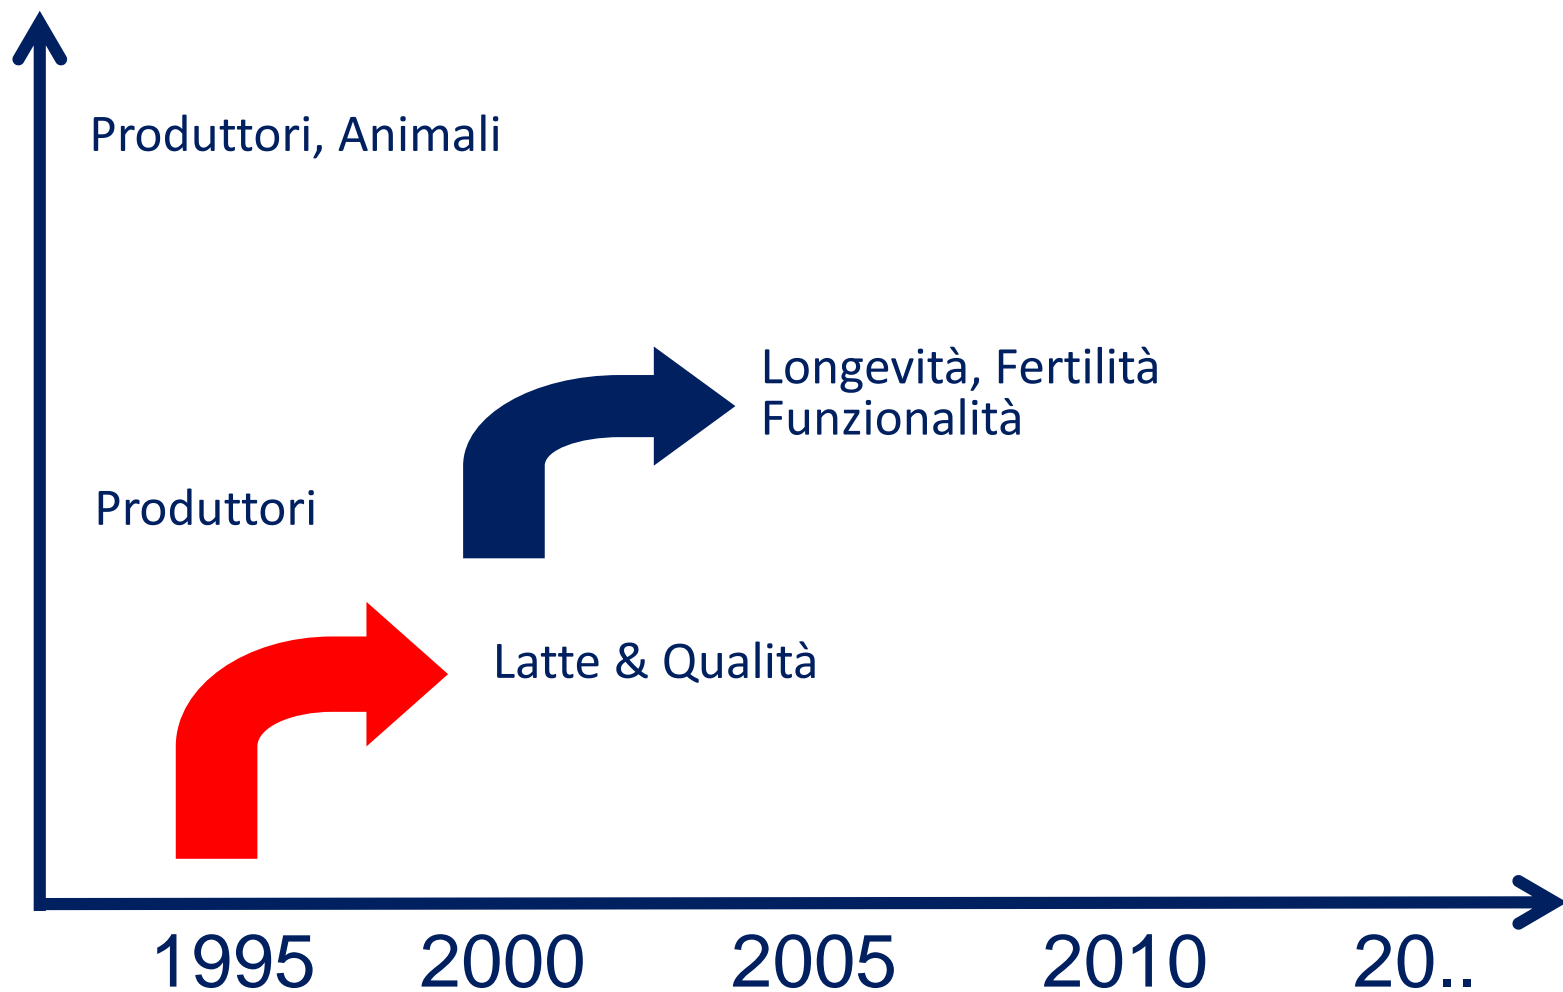 Produttori, Animali
Longevità, Fertilità
Funzionalità
Produttori
Latte & Qualità
1995 2000 2005 2010 20..